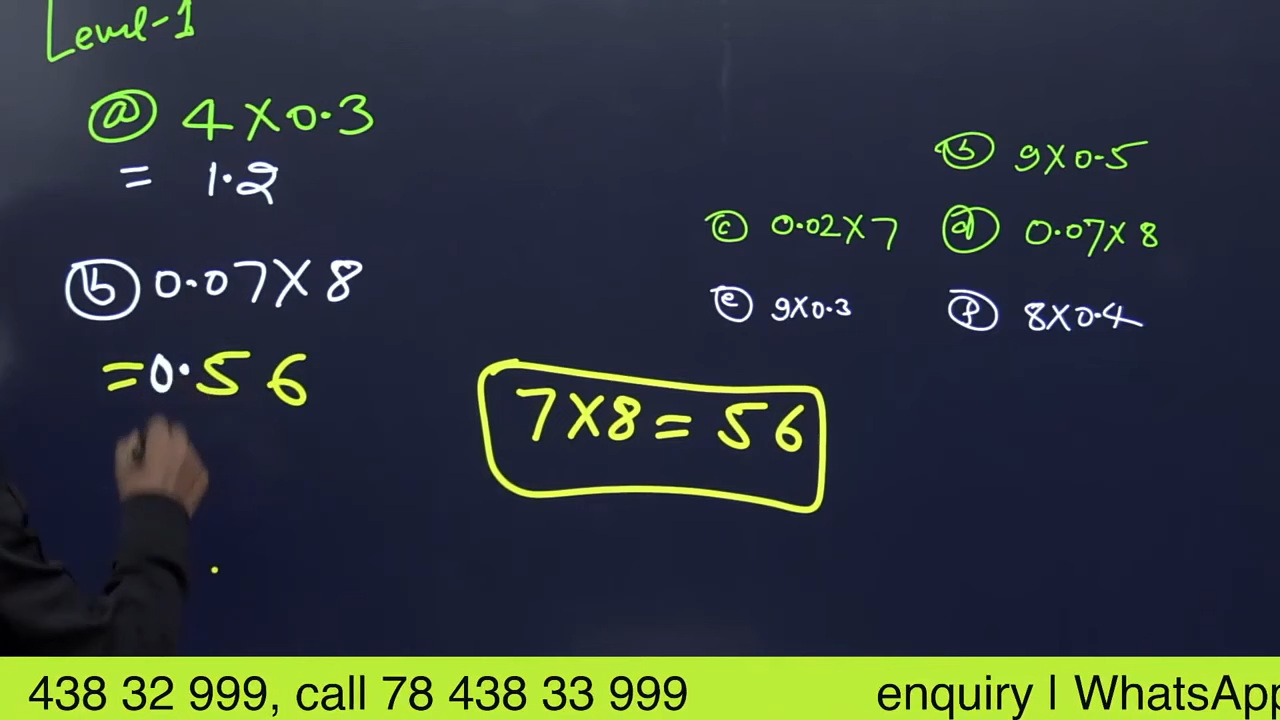 Level-1
(a) 4×0.3
= 1.2
(b) 0.07×8
=0.56
(b) 9×0.5
(c) 0.02×7 (d) 0.07×8
(e) 9×0.3 (f) 8×0.4
7×8=56
438 32 999, call 78 438 33 999 enquiry | WhatsApp